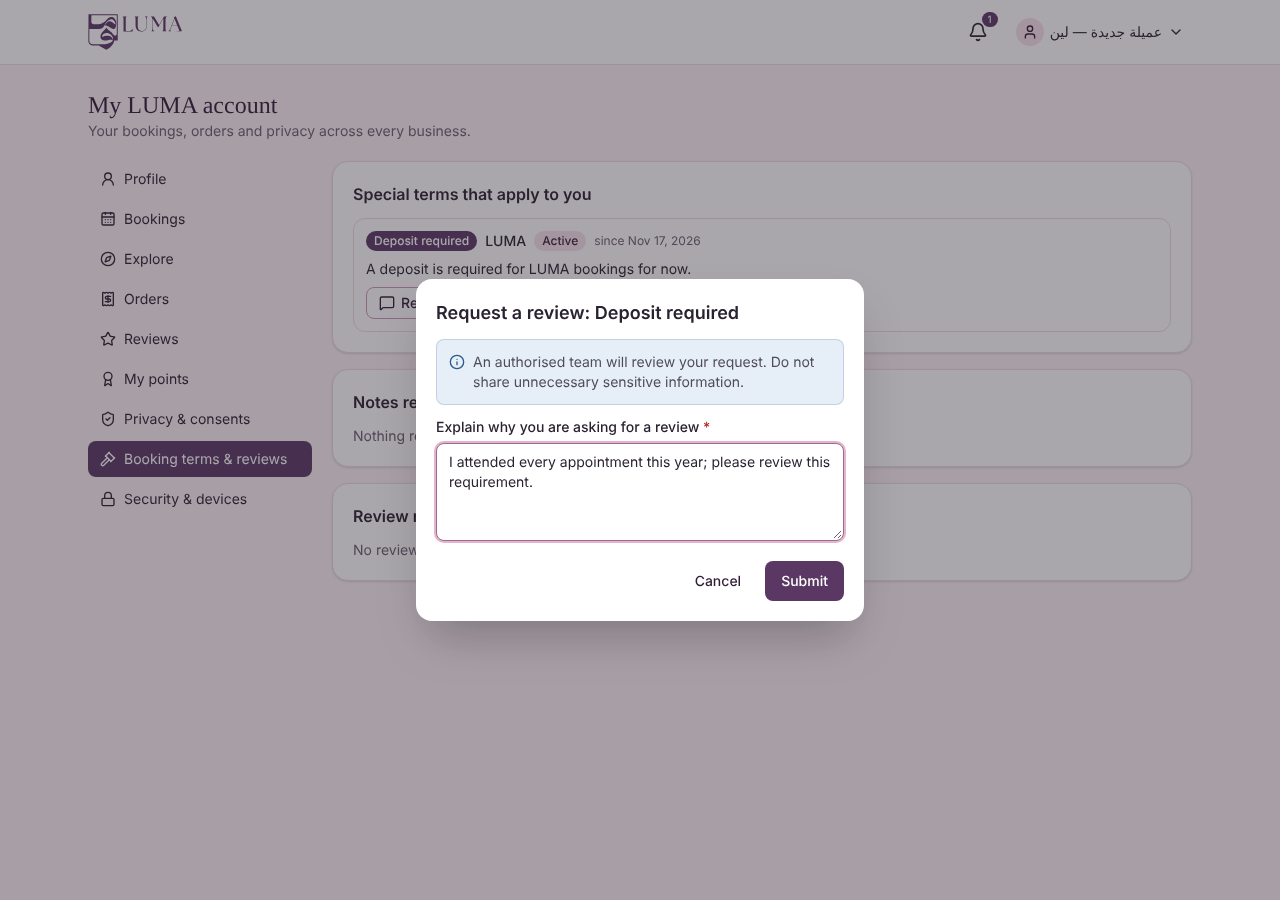 LUMA
1
عميلة جديدة — لين
My LUMA account
Your bookings, orders and privacy across every business.
Profile
Bookings
Explore
Orders
Reviews
My points
Privacy & consents
Booking terms & reviews
Security & devices
Special terms that apply to you
Deposit required LUMA Active since Nov 17, 2026
A deposit is required for LUMA bookings for now.
Request a review: Deposit required
An authorised team will review your request. Do not
share unnecessary sensitive information.
Explain why you are asking for a review *
I attended every appointment this year; please review this
requirement.
Cancel Submit
Notes
Nothing
Review
No review